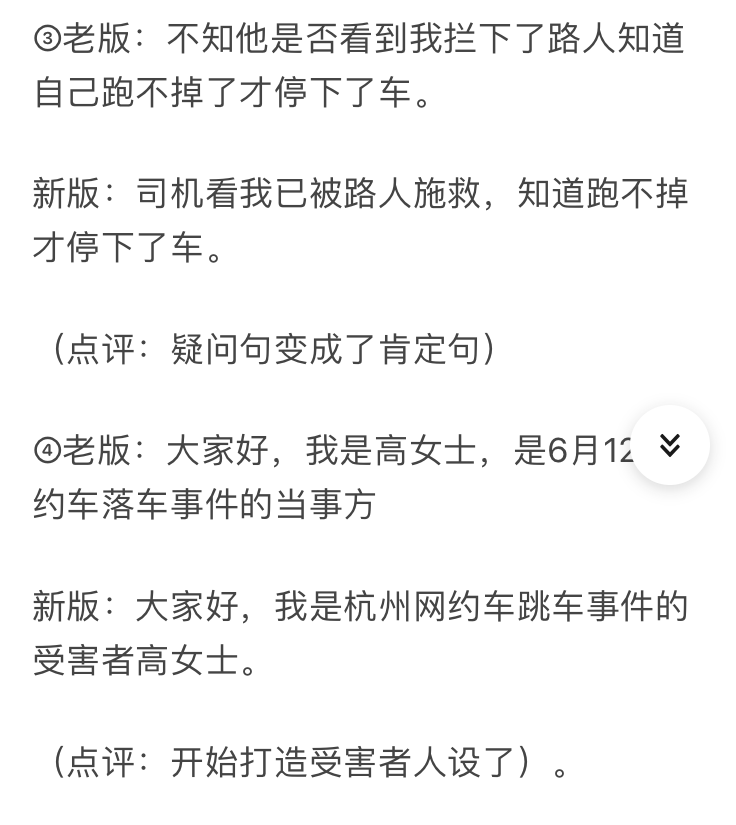 ③老版：不知他是否看到我拦下了路人知道
自己跑不掉了才停下了车。
新版：司机看我已被路人施救，知道跑不掉
才停下了车。
（点评：疑问句变成了肯定句）
④老版：大家好，我是高女士，是6月12
约车落车事件的当事方
新版：大家好，我是杭州网约车跳车事件的
受害者高女士。
（点评：开始打造受害者人设了）。